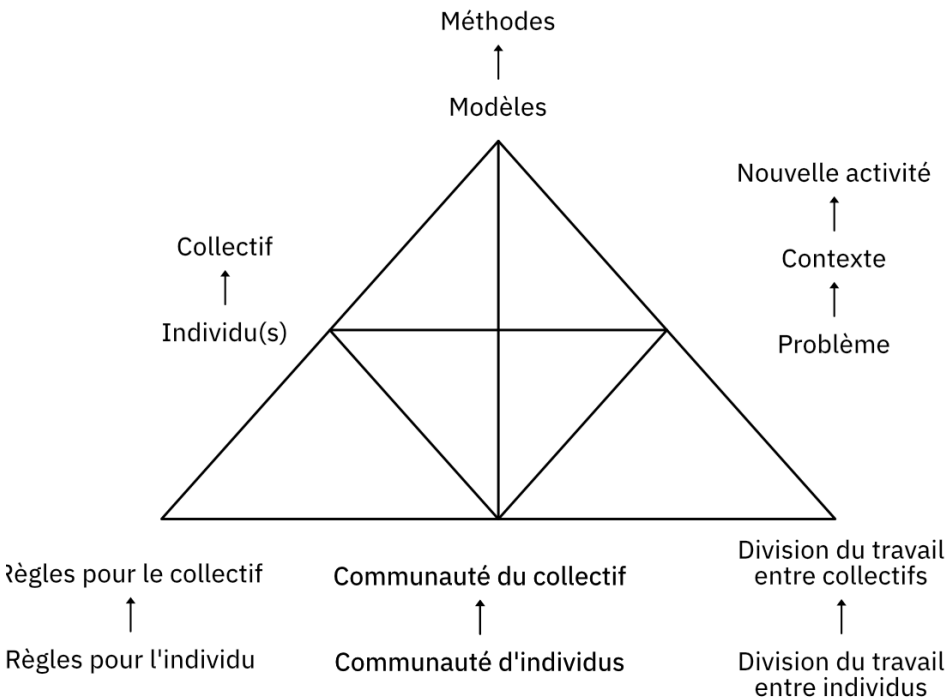 Méthodes
Modèles
Nouvelle activité
Contexte
Problème
Collectif
Individu(s)
Règles pour le collectif
Règles pour l'individu
Communauté du collectif
Communauté d'individus
Division du travail
entre collectifs
Division du travail
entre individus